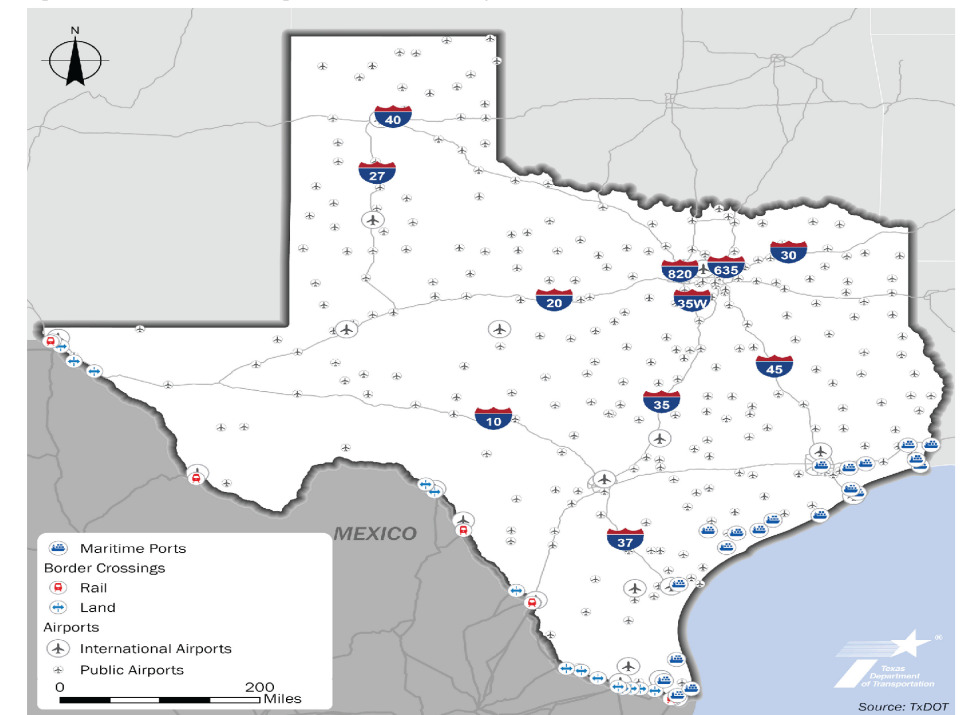 N
40
27
30
820
635
20
35W
45
35
10
37
MEXICO
Maritime Ports
Border Crossings
Rail
Land
Airports
International Airports
Public Airports
0 200
Miles
®
Texas
Department
of Transportation
Source: TxDOT